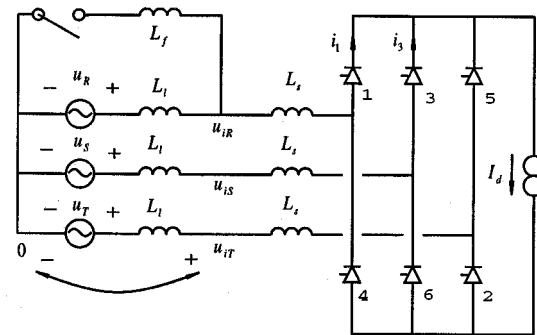 L_f i_1 i_3
− u_R + L_l u_iR L_s 1 3 5
− u_S + L_l u_iS L_s I_d
− u_T + L_l u_iT L_s
0 − + 4 6 2